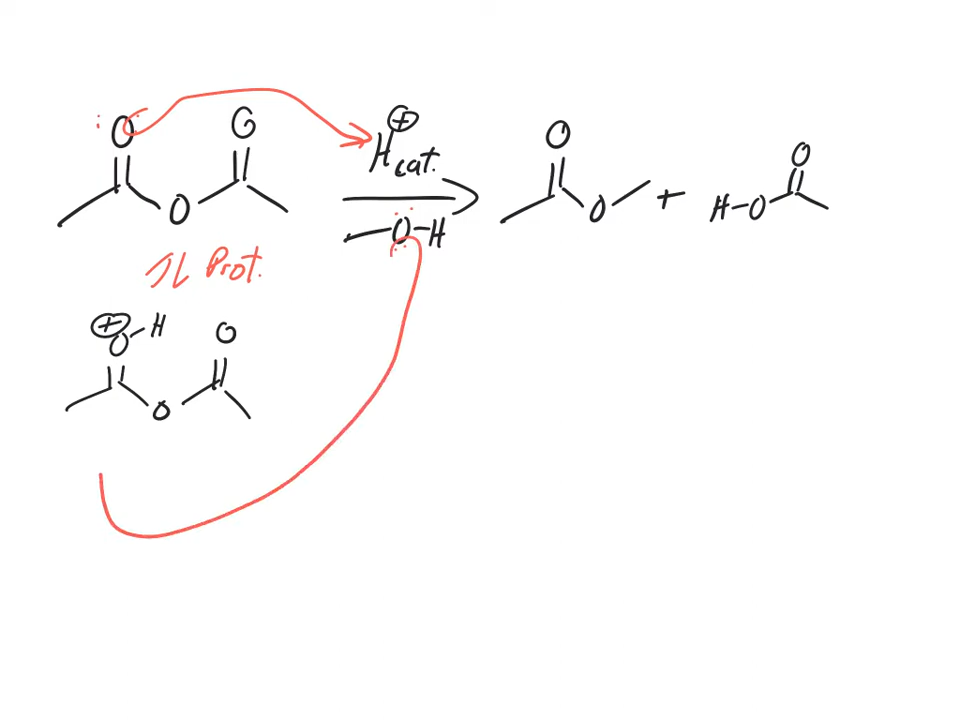 O O H ⊕ cat. O O
O O H-O
O-H
⇌ Prot.
⊕ O-H O
O
+